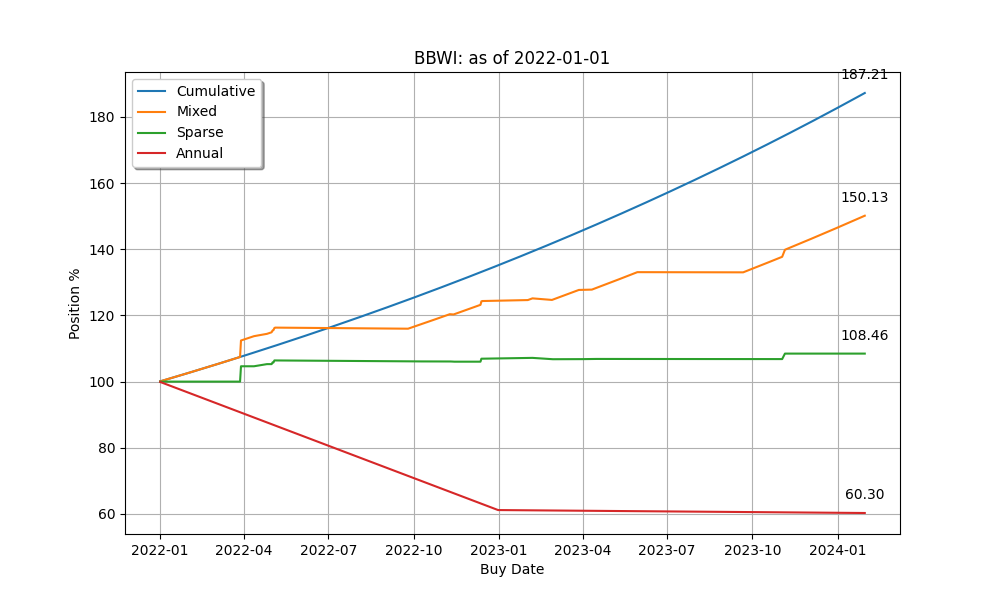 BBWI: as of 2022-01-01
Cumulative
Mixed
Sparse
Annual
187.21
150.13
108.46
60.30
Position %
180
160
140
120
100
80
60
2022-01 2022-04 2022-07 2022-10 2023-01 2023-04 2023-07 2023-10 2024-01
Buy Date